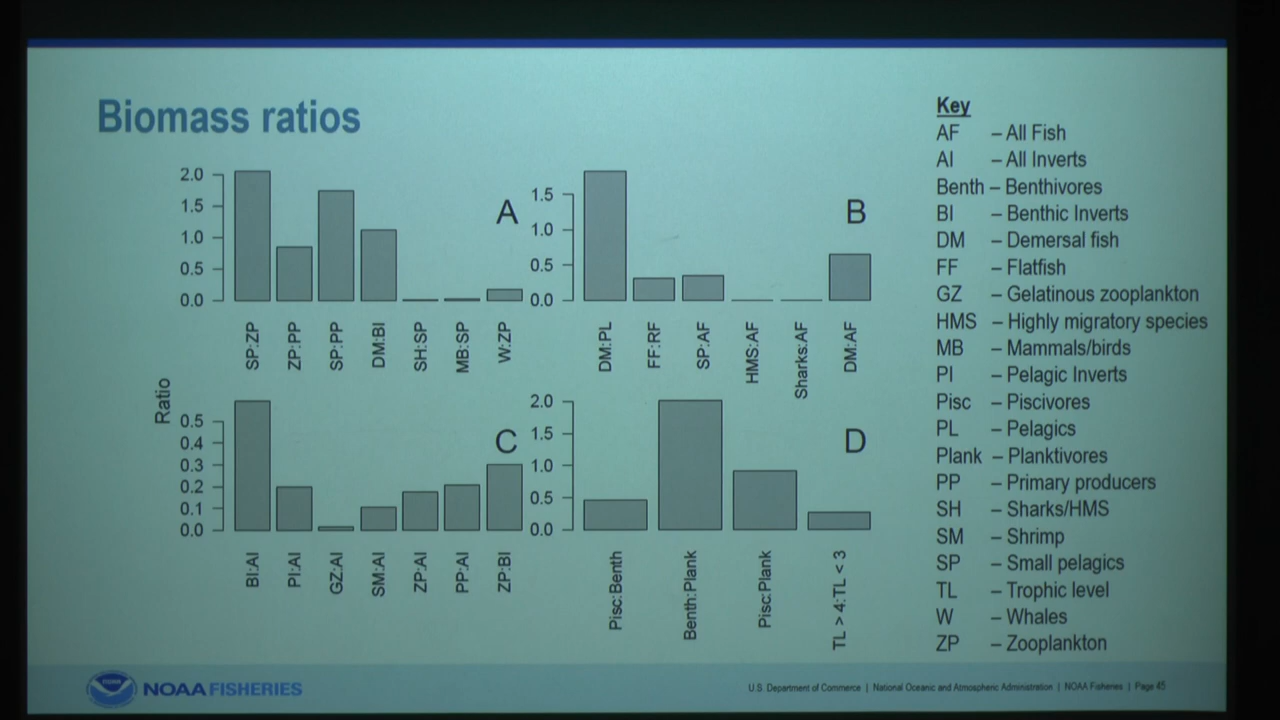 Biomass ratios
2.0
1.5
1.0
0.5
0.0
A
SP:ZP
ZP:PP
SP:PP
DM:BI
SH:SP
MB:SP
W:ZP
1.5
1.0
0.5
0.0
B
DM:PL
FF:RF
SP:AF
HMS:AF
Sharks:AF
DM:AF
Ratio
0.5
0.4
0.3
0.2
0.1
0.0
C
BI:AI
PI:AI
GZ:AI
SM:AI
ZP:AI
PP:AI
ZP:BI
2.0
1.5
1.0
0.5
0.0
D
Pisc:Benth
Benth:Plank
Pisc:Plank
TL > 4:TL < 3
Key
AF – All Fish
AI – All Inverts
Benth – Benthivores
BI – Benthic Inverts
DM – Demersal fish
FF – Flatfish
GZ – Gelatinous zooplankton
HMS – Highly migratory species
MB – Mammals/birds
PI – Pelagic Inverts
Pisc – Piscivores
PL – Pelagics
Plank – Planktivores
PP – Primary producers
SH – Sharks/HMS
SM – Shrimp
SP – Small pelagics
TL – Trophic level
W – Whales
ZP – Zooplankton
NOAA FISHERIES
U.S. Department of Commerce | National Oceanic and Atmospheric Administration | NOAA Fisheries | Page 45